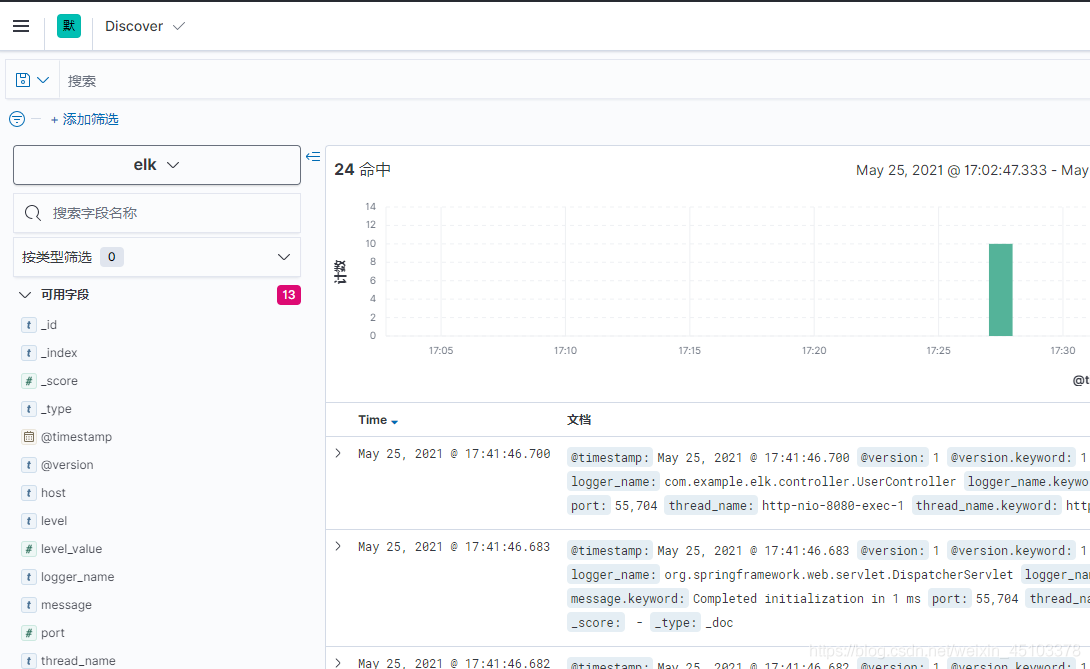 默 Discover
搜索
+ 添加筛选
elk
搜索字段名称
按类型筛选 0
可用字段 13
t _id
t _index
# _score
t _type
@timestamp
t @version
t host
t level
# level_value
t logger_name
t message
# port
t thread_name
24 命中
May 25, 2021 @ 17:02:47.333 - May
计数
14
12
10
8
6
4
2
0
17:05 17:10 17:15 17:20 17:25 17:30
@t
Time 文档
May 25, 2021 @ 17:41:46.700 @timestamp: May 25, 2021 @ 17:41:46.700 @version: 1 @version.keyword: 1
logger_name: com.example.elk.controller.UserController logger_name.keywo
port: 55,704 thread_name: http-nio-8080-exec-1 thread_name.keyword: http
May 25, 2021 @ 17:41:46.683 @timestamp: May 25, 2021 @ 17:41:46.683 @version: 1 @version.keyword: 1
logger_name: org.springframework.web.servlet.DispatcherServlet logger_na
message.keyword: Completed initialization in 1 ms port: 55,704 thread_na
_score: - _type: _doc
May 25, 2021 @ 17:41:46.682 @timestamp: May 25, 2021 @ 17:41:46.682 @version: 1 @version.keyword: 1
https://blog.csdn.net/weixin_45103378